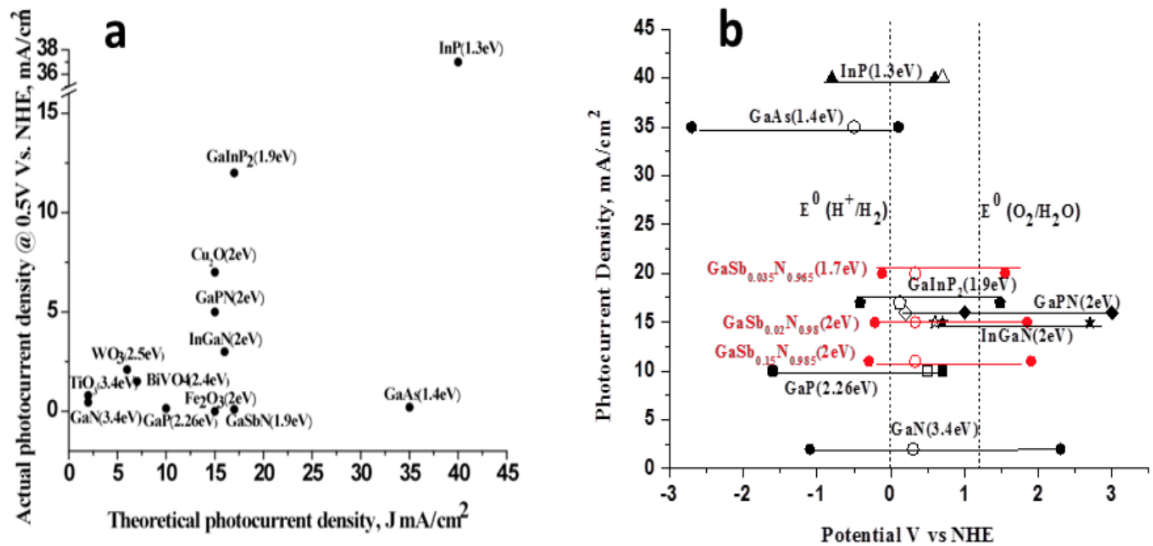 a
Actual photocurrent density @ 0.5V Vs. NHE, mA/cm²
38
36
15
10
5
0
InP(1.3eV)
GaInP₂(1.9eV)
Cu₂O(2eV)
GaPN(2eV)
InGaN(2eV)
WO₃(2.5eV)
BiVO4(2.4eV)
Fe₂O₃(2eV)
GaN(3.4eV)
GaP(2.26eV)
GaSbN(1.9eV)
GaAs(1.4eV)
0 5 10 15 20 25 30 35 40 45
Theoretical photocurrent density, J mA/cm²
b
Photocurrent Density, mA/cm²
45
40
35
30
25
20
15
10
5
0
InP(1.3eV)
GaAs(1.4eV)
E⁰ (H⁺/H₂)
E⁰ (O₂/H₂O)
GaSb₀.₀₃₅N₀.₉₆₅(1.7eV)
GaInP₂(1.9eV)
GaPN(2eV)
GaSb₀.₀₂N₀.₉₈(2eV)
InGaN(2eV)
GaSb₀.₁₅N₀.₉₈₅(2eV)
GaP(2.26eV)
GaN(3.4eV)
-3 -2 -1 0 1 2 3
Potential V vs NHE